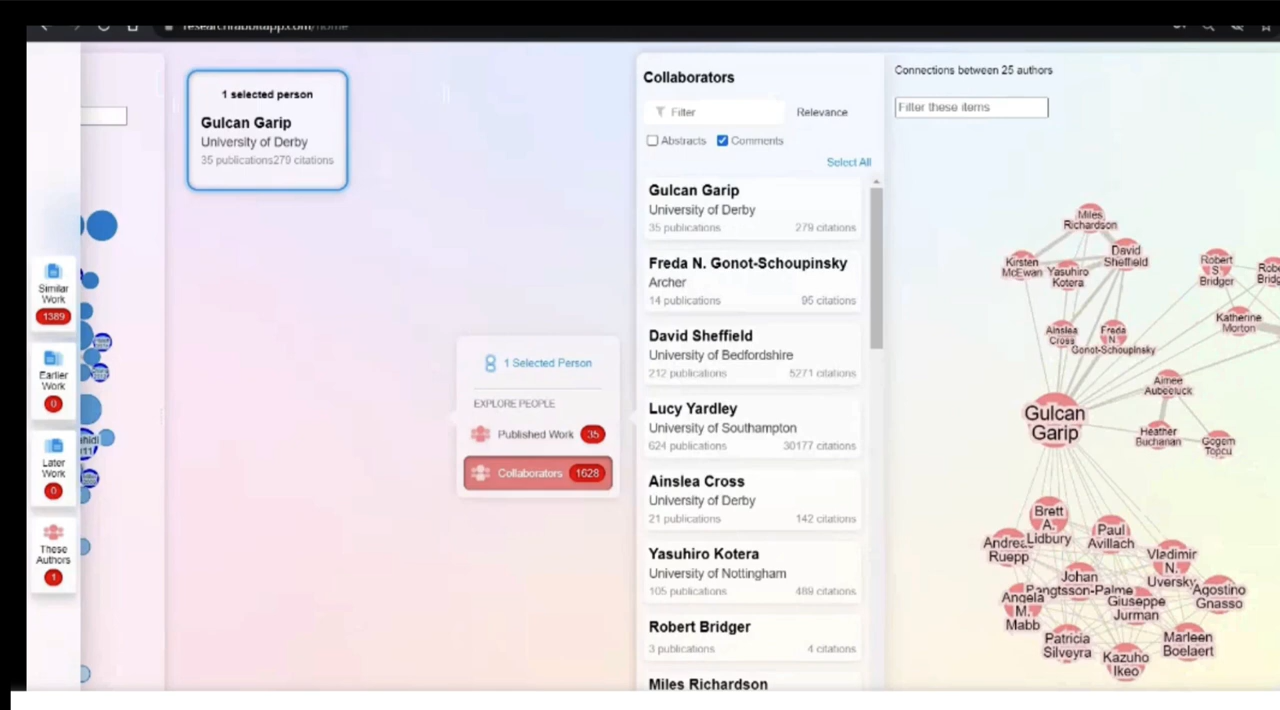 researchrabbitapp.com/home
Similar
Work
1389
Earlier
Work
0
Later
Work
0
These
Authors
1
1 selected person
Gulcan Garip
University of Derby
35 publications279 citations
1 Selected Person
EXPLORE PEOPLE
Published Work 35
Collaborators 1628
Collaborators
Filter
Relevance
Abstracts
Comments
Select All
Gulcan Garip
University of Derby
35 publications 279 citations
Freda N. Gonot-Schoupinsky
Archer
14 publications 95 citations
David Sheffield
University of Bedfordshire
212 publications 5271 citations
Lucy Yardley
University of Southampton
624 publications 30177 citations
Ainslea Cross
University of Derby
21 publications 142 citations
Yasuhiro Kotera
University of Nottingham
105 publications 489 citations
Robert Bridger
3 publications 4 citations
Miles Richardson
Connections between 25 authors
Filter these items
Miles
Richardson
David
Sheffield
Kirsten
McEwan
Yasuhiro
Kotera
Robert
S
Bridger
Katherine
Morton
Ainslea
Cross
Freda
N.
Gonot-Schoupinsky
Aimee
Aubeeluck
Gulcan
Garip
Heather
Buchanan
Gogem
Topcu
Brett
A.
Lidbury
Andrea
Ruepp
Paul
Avillach
Vladimir
N.
Uversky
Johan
Bengtsson-Palme
Agostino
Gnasso
Angela
M.
Mabb
Giuseppe
Jurman
Patricia
Silveyra
Marleen
Boelaert
Kazuho
Ikeo